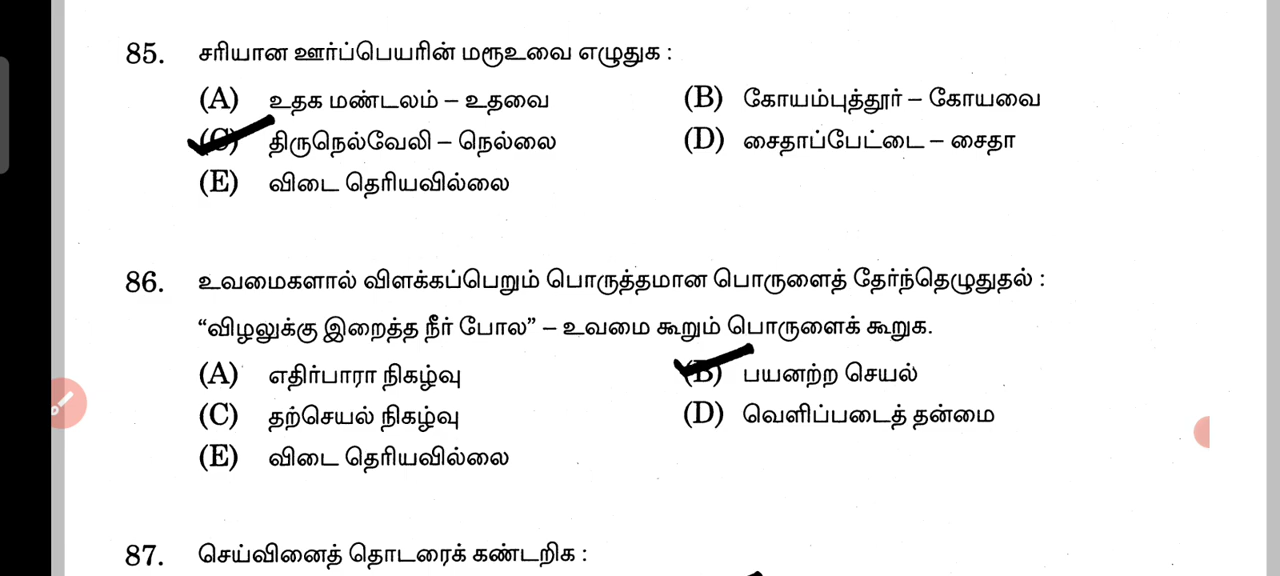 85. சரியான ஊர்ப்பெயரின் மரூஉவை எழுதுக :
(A) உதக மண்டலம் – உதவை (B) கோயம்புத்தூர் – கோயவை
(C) திருநெல்வேலி – நெல்லை (D) சைதாப்பேட்டை – சைதா
(E) விடை தெரியவில்லை
86. உவமைகளால் விளக்கப்பெறும் பொருத்தமான பொருளைத் தேர்ந்தெழுதுதல் :
“விழலுக்கு இறைத்த நீர் போல” – உவமை கூறும் பொருளைக் கூறுக.
(A) எதிர்பாரா நிகழ்வு (B) பயனற்ற செயல்
(C) தற்செயல் நிகழ்வு (D) வெளிப்படைத் தன்மை
(E) விடை தெரியவில்லை
87. செய்வினைத் தொடரைக் கண்டறிக :